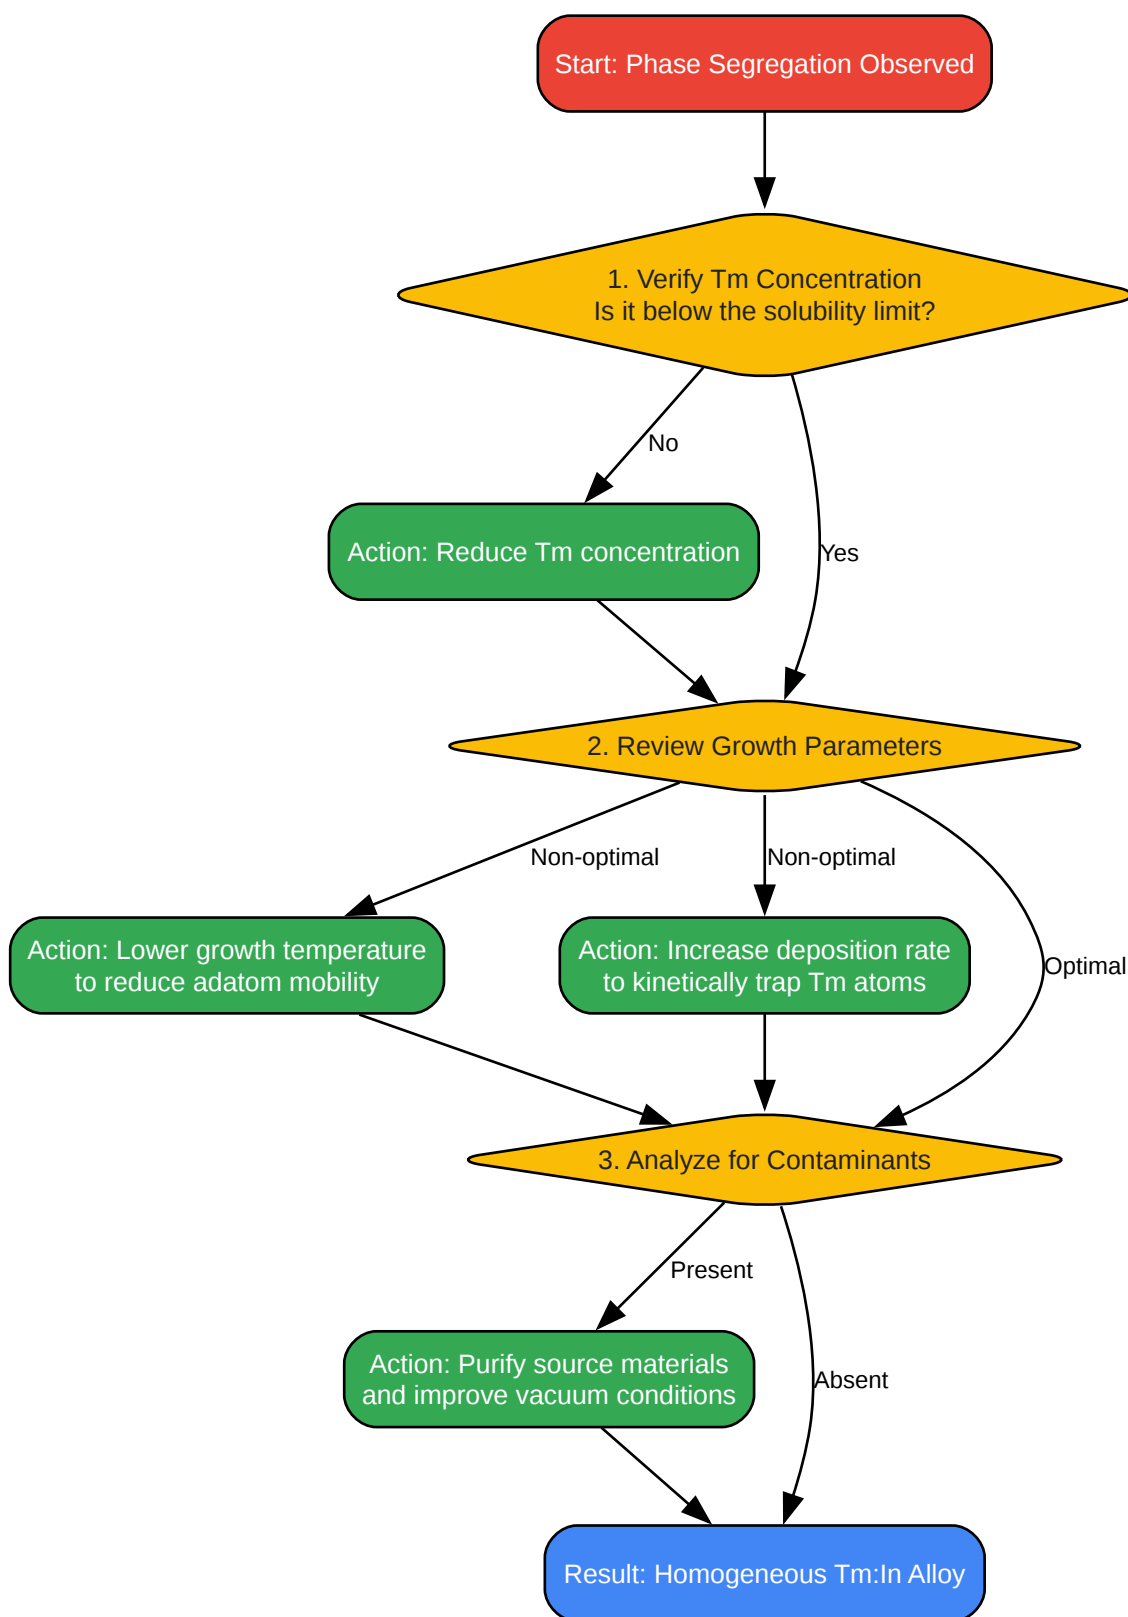 Start: Phase Segregation Observed
1. Verify Tm Concentration
Is it below the solubility limit?
No
Yes
Action: Reduce Tm concentration
2. Review Growth Parameters
Non-optimal
Non-optimal
Optimal
Action: Lower growth temperature
to reduce adatom mobility
Action: Increase deposition rate
to kinetically trap Tm atoms
3. Analyze for Contaminants
Present
Absent
Action: Purify source materials
and improve vacuum conditions
Result: Homogeneous Tm:In Alloy